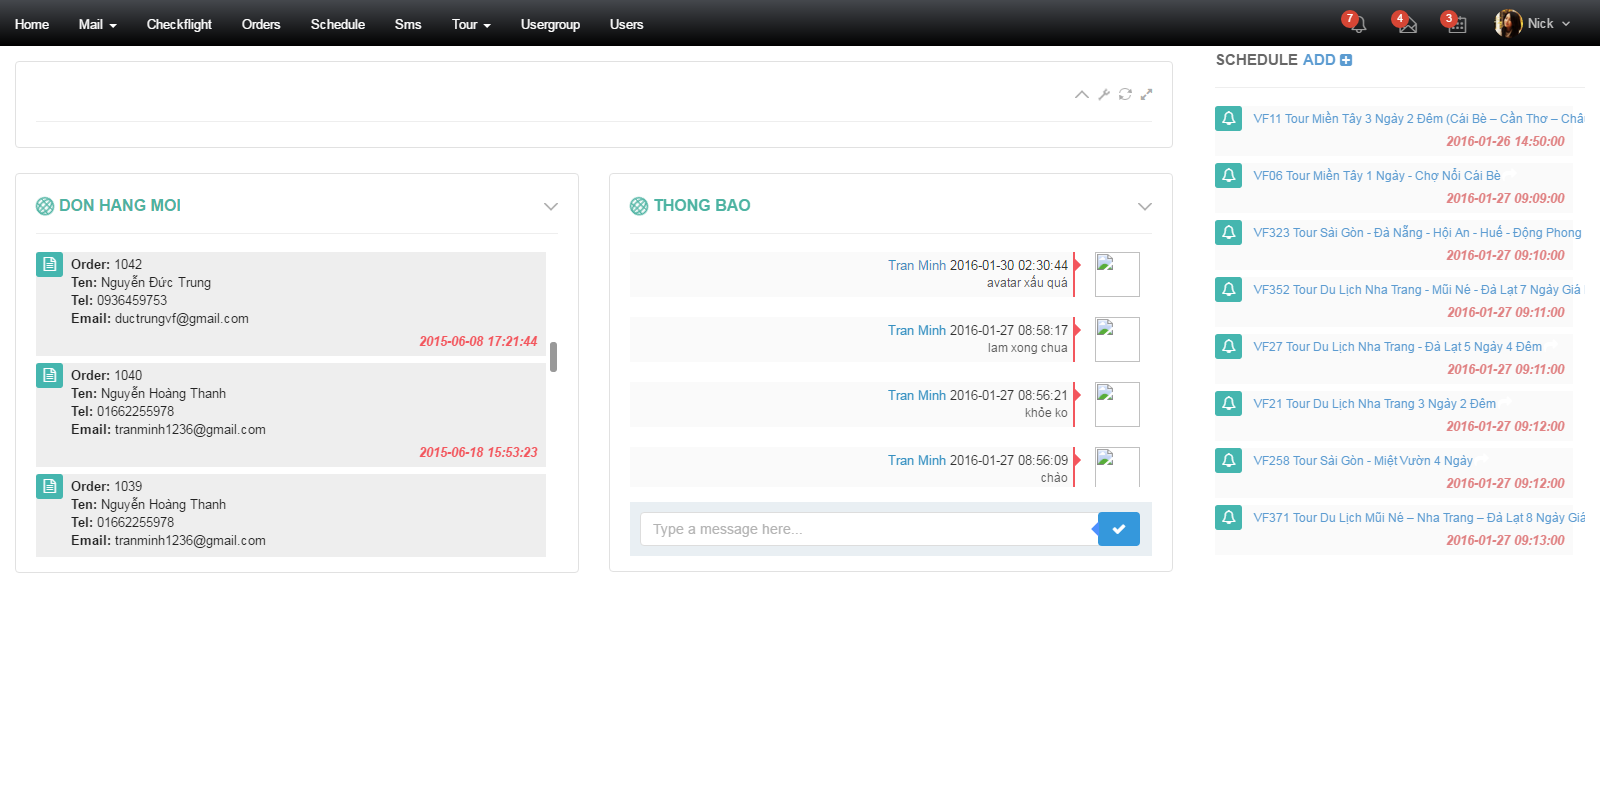 Home Mail Checkflight Orders Schedule Sms Tour Usergroup Users 7 4 3 Nick
SCHEDULE ADD
DON HANG MOI
Order: 1042
Ten: Nguyễn Đức Trung
Tel: 0936459753
Email: ductrungvf@gmail.com
2015-06-08 17:21:44
Order: 1040
Ten: Nguyễn Hoàng Thanh
Tel: 01662255978
Email: tranminh1236@gmail.com
2015-06-18 15:53:23
Order: 1039
Ten: Nguyễn Hoàng Thanh
Tel: 01662255978
Email: tranminh1236@gmail.com
THONG BAO
Tran Minh 2016-01-30 02:30:44
avatar xấu quá
Tran Minh 2016-01-27 08:58:17
lam xong chua
Tran Minh 2016-01-27 08:56:21
khỏe ko
Tran Minh 2016-01-27 08:56:09
chào
Type a message here...
VF11 Tour Miền Tây 3 Ngày 2 Đêm (Cái Bè – Cần Thơ – Châu
2016-01-26 14:50:00
VF06 Tour Miền Tây 1 Ngày - Chợ Nổi Cái Bè
2016-01-27 09:09:00
VF323 Tour Sài Gòn - Đà Nẵng - Hội An - Huế - Động Phong
2016-01-27 09:10:00
VF352 Tour Du Lịch Nha Trang - Mũi Né - Đà Lạt 7 Ngày Giá
2016-01-27 09:11:00
VF27 Tour Du Lịch Nha Trang - Đà Lạt 5 Ngày 4 Đêm
2016-01-27 09:11:00
VF21 Tour Du Lịch Nha Trang 3 Ngày 2 Đêm
2016-01-27 09:12:00
VF258 Tour Sài Gòn - Miệt Vườn 4 Ngày
2016-01-27 09:12:00
VF371 Tour Du Lịch Mũi Né – Nha Trang – Đà Lạt 8 Ngày Giá
2016-01-27 09:13:00